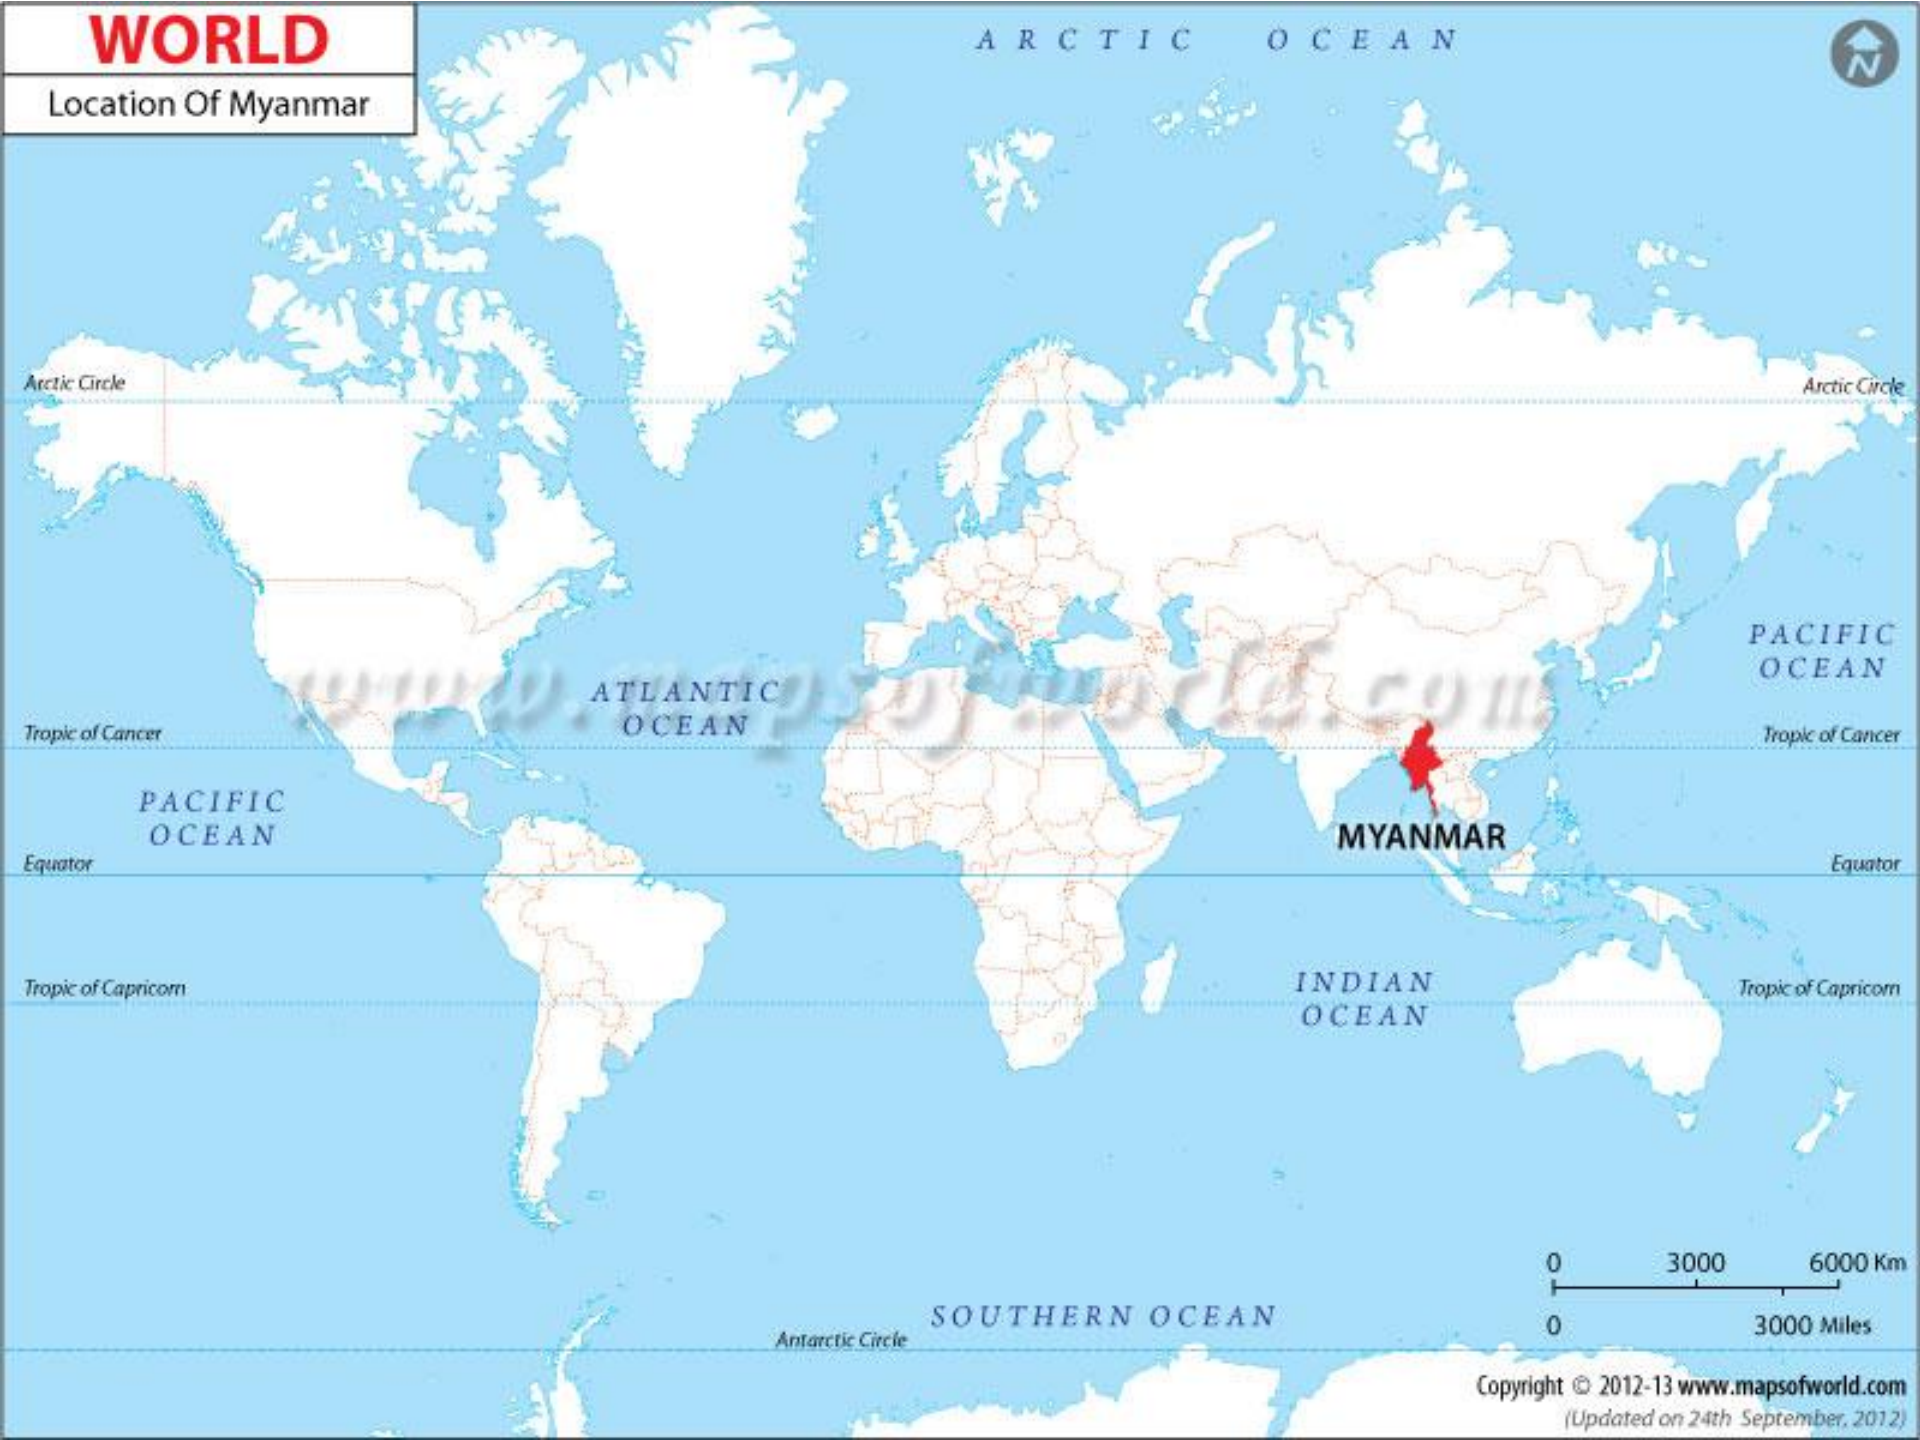 WORLD
Location Of Myanmar
ARCTIC OCEAN
N
Arctic Circle
Arctic Circle
PACIFIC
OCEAN
www.mapsofworld.com
ATLANTIC
OCEAN
Tropic of Cancer
Tropic of Cancer
PACIFIC
OCEAN
MYANMAR
Equator
Equator
INDIAN
OCEAN
Tropic of Capricorn
Tropic of Capricorn
0 3000 6000 Km
0 3000 Miles
SOUTHERN OCEAN
Antarctic Circle
Copyright © 2012-13 www.mapsofworld.com
(Updated on 24th September, 2012)